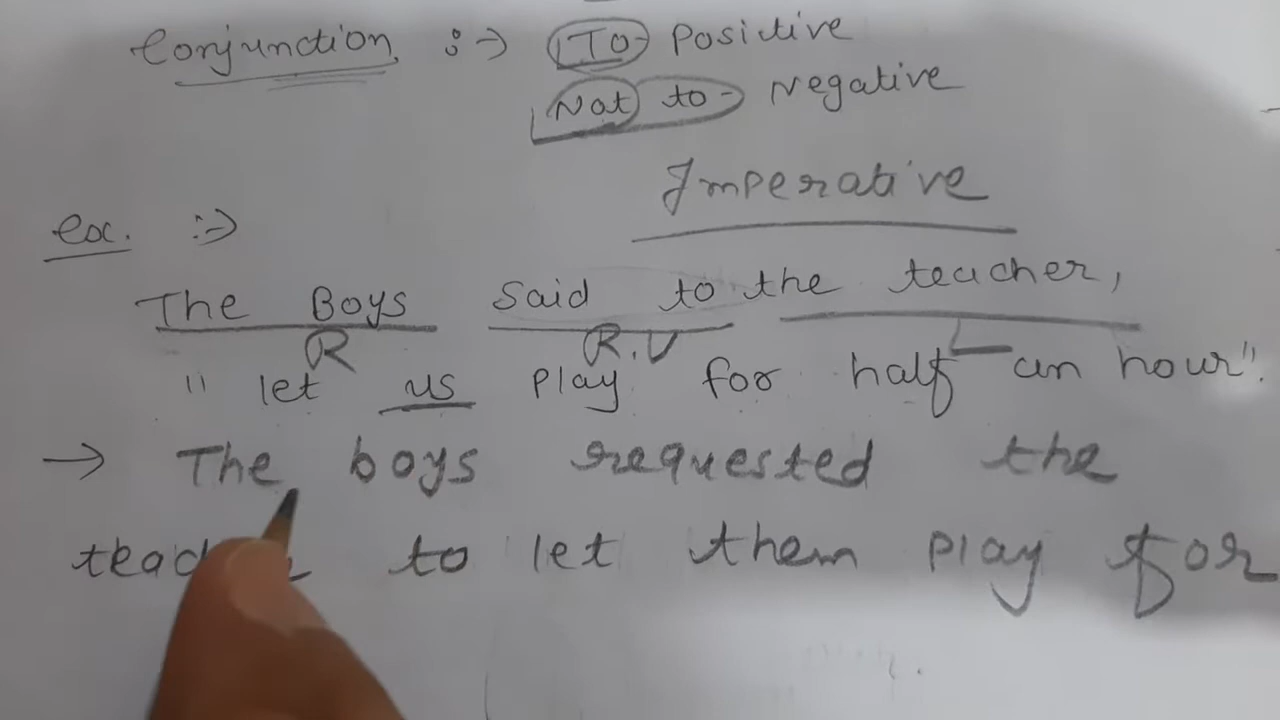 Conjunction :-> To - Positive
Not to - Negative
Imperative
ex. :->
The Boys Said to the teacher,
R R.V
" let us play for half an hour".
-> The boys requested the
to let them play for